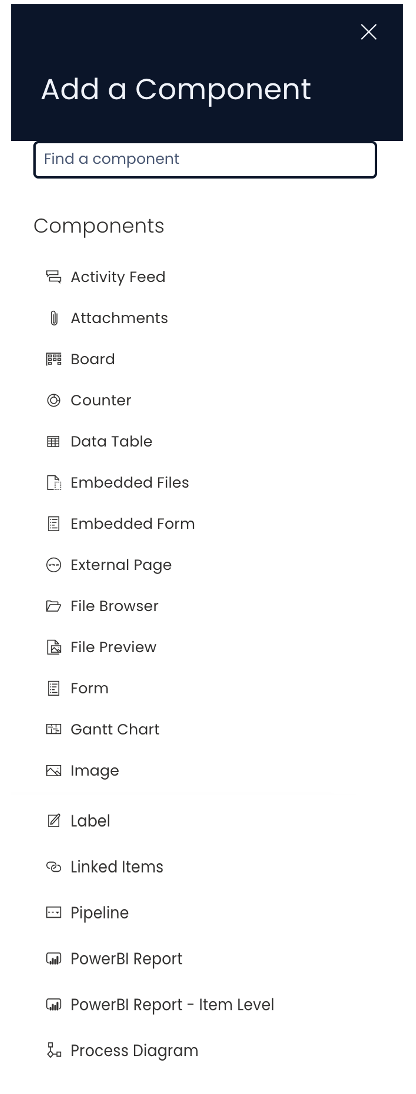 Add a Component
Find a component
Components
Activity Feed
Attachments
Board
Counter
Data Table
Embedded Files
Embedded Form
External Page
File Browser
File Preview
Form
Gantt Chart
Image
Label
Linked Items
Pipeline
PowerBI Report
PowerBI Report - Item Level
Process Diagram